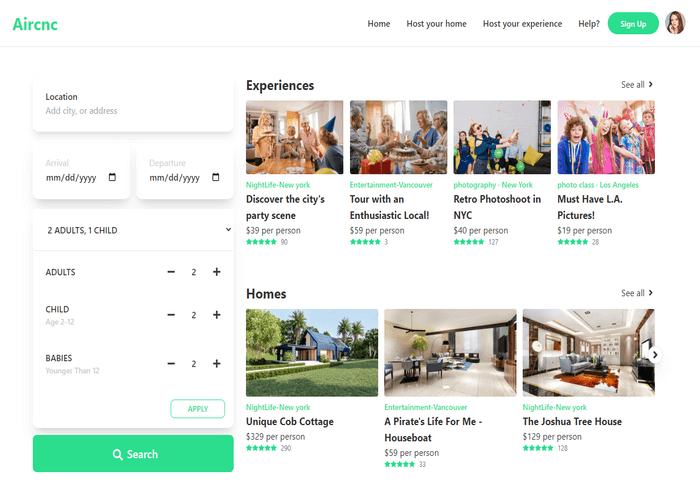 Aircnc
Home
Host your home
Host your experience
Help?
Sign Up
Location
Add city, or address
Arrival
mm/dd/yyyy
Departure
mm/dd/yyyy
2 ADULTS, 1 CHILD
ADULTS
2
CHILD
2
Age 2-12
BABIES
2
Younger Than 12
APPLY
Search
Experiences
See all
NightLife-New york
Discover the city's
party scene
$39 per person
90
Entertainment-Vancouver
Tour with an
Enthusiastic Local!
$59 per person
3
photography - New York
Retro Photoshoot in
NYC
$40 per person
127
photo class - Los Angeles
Must Have L.A.
Pictures!
$19 per person
28
Homes
See all
NightLife-New york
Unique Cob Cottage
$329 per person
290
Entertainment-Vancouver
A Pirate's Life For Me -
Houseboat
$59 per person
33
NightLife-New york
The Joshua Tree House
$129 per person
128